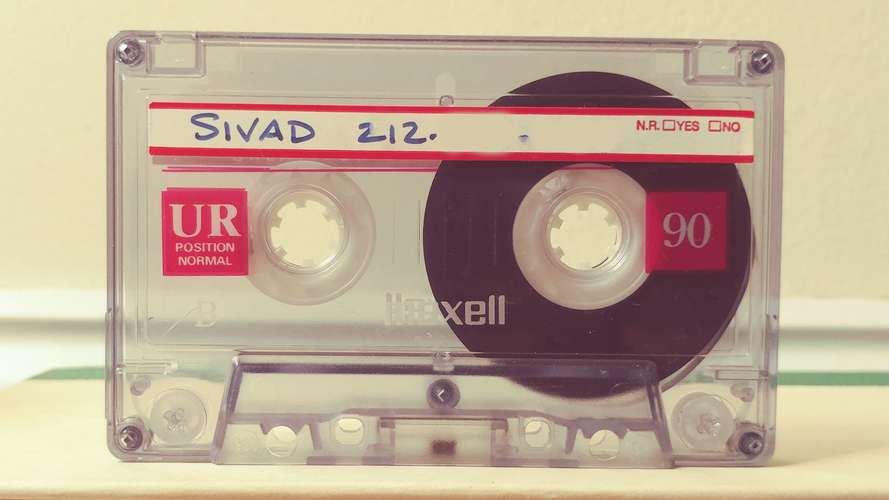 SIVAD 212.
N.R. ☐YES ☐NO
UR
POSITION
NORMAL
90
B
maxell